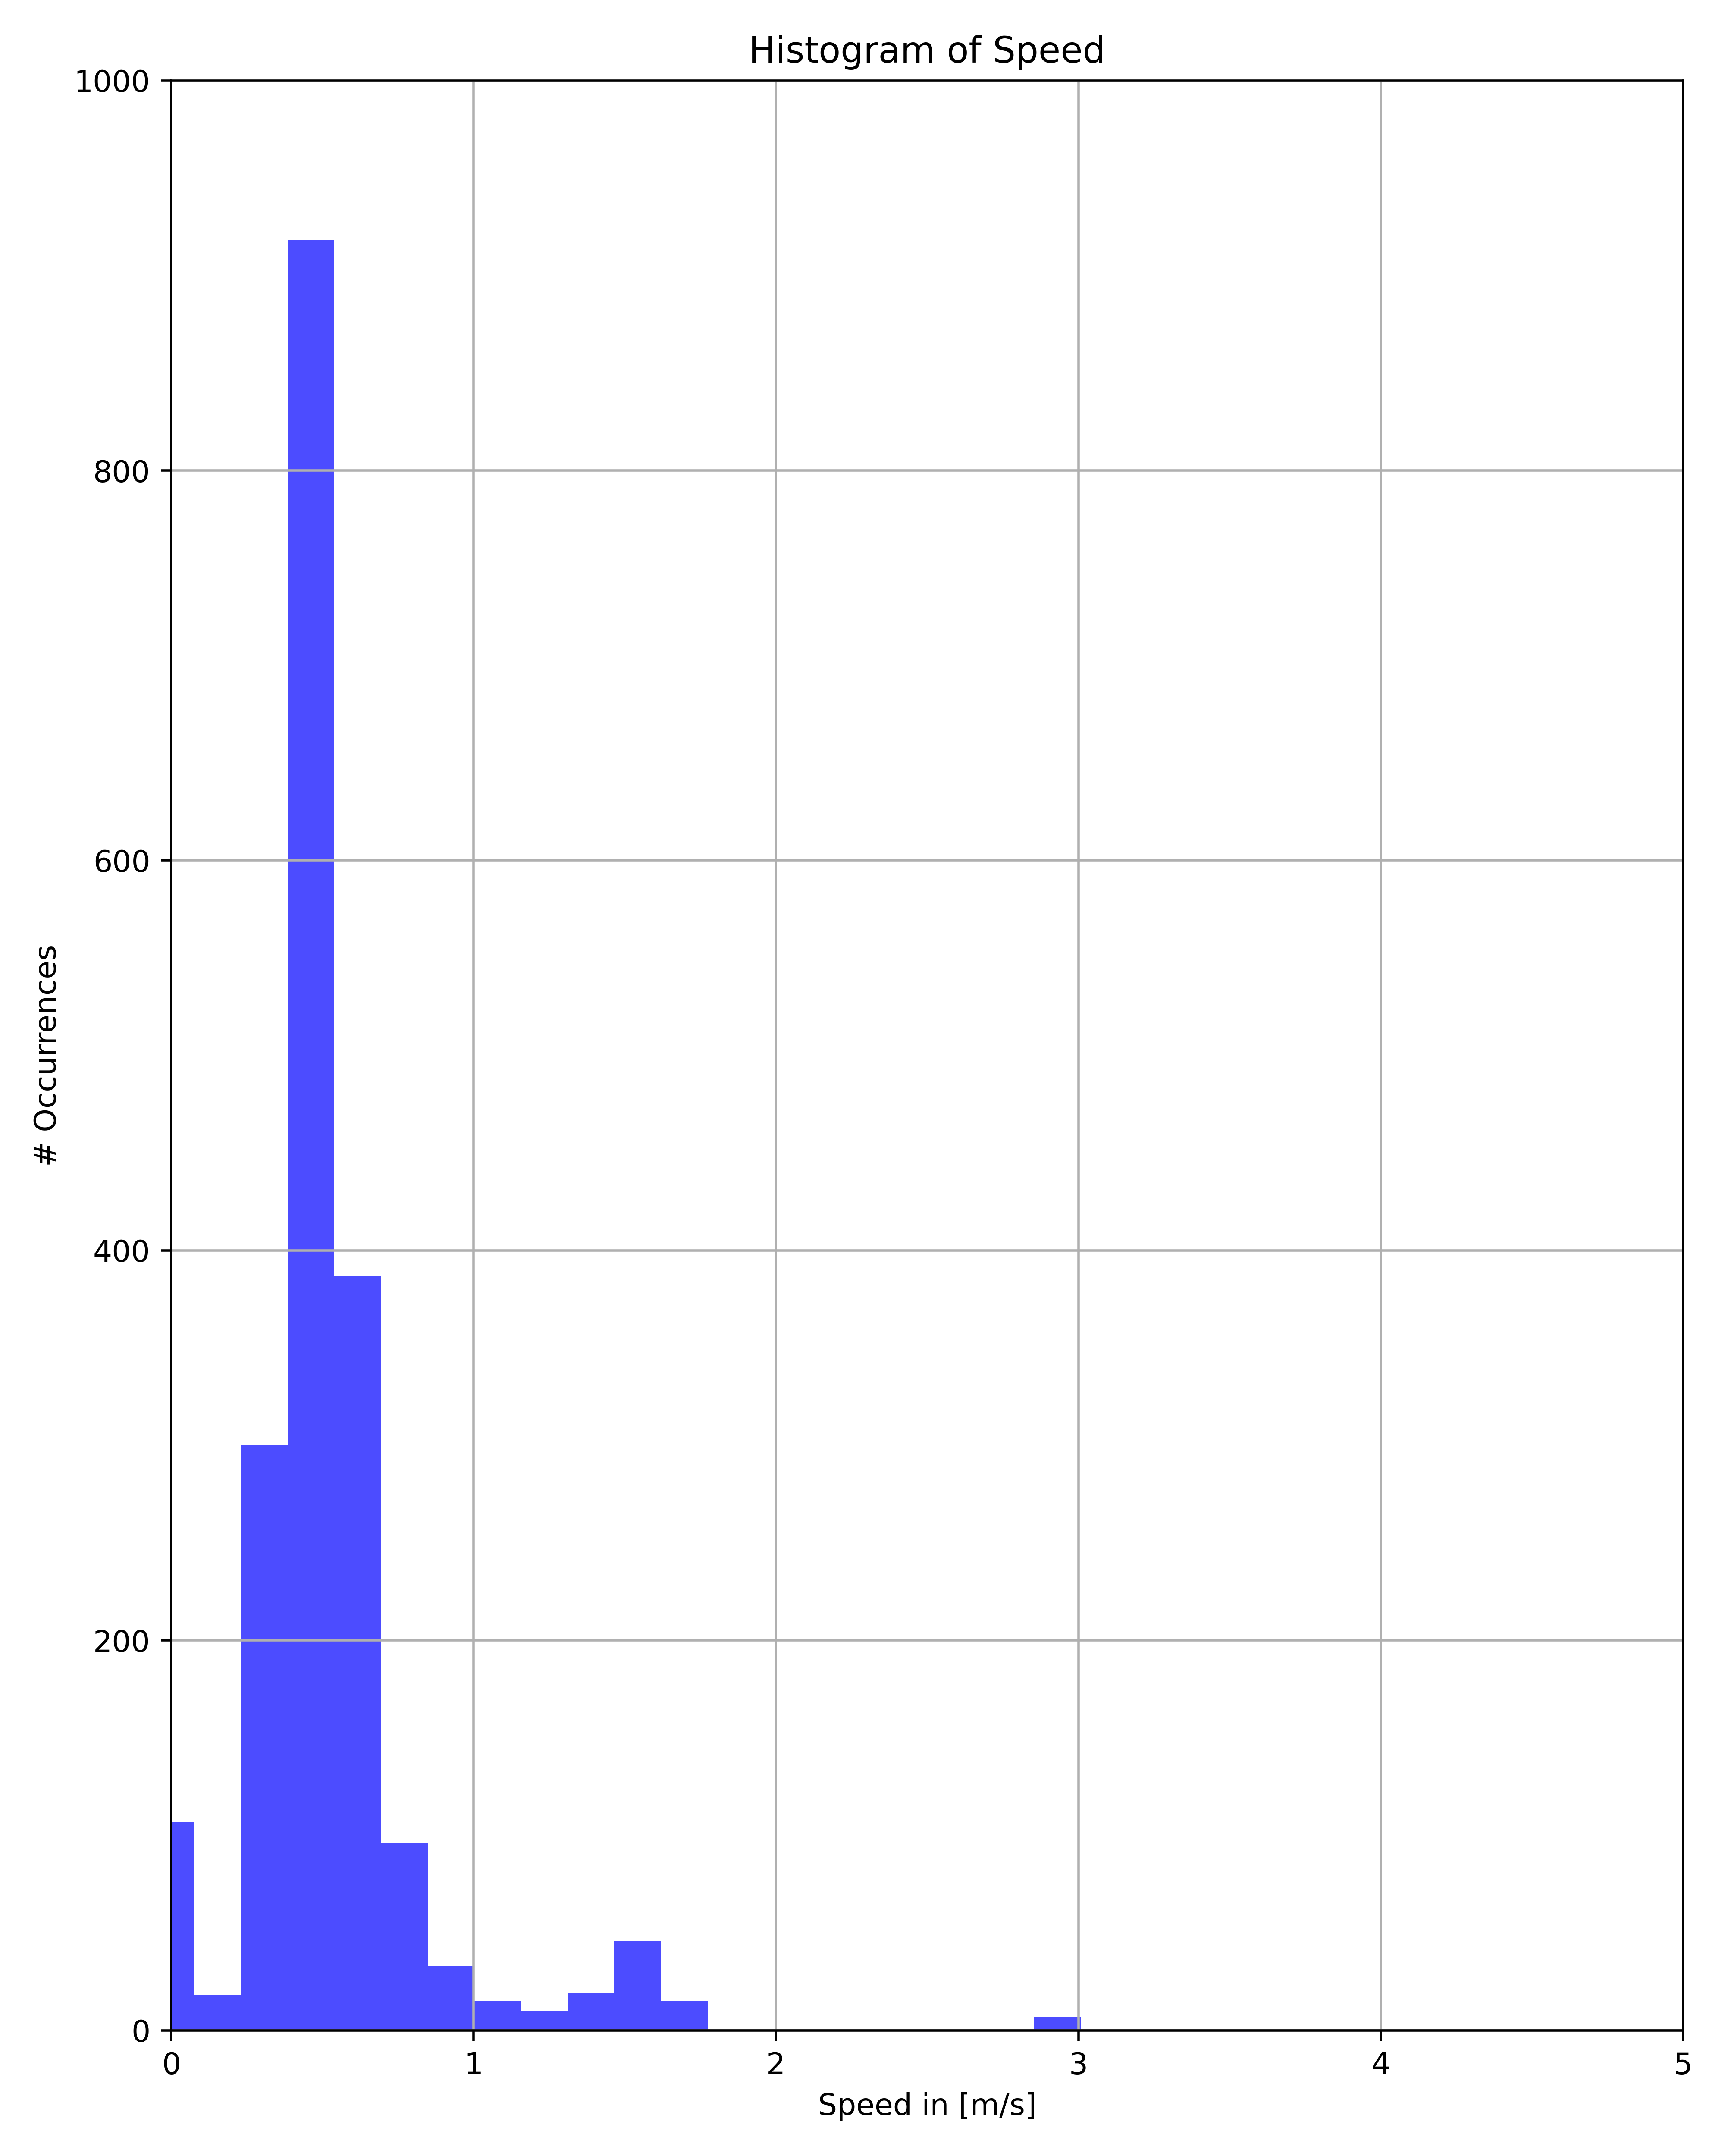 Histogram of Speed
1000
800
600
400
200
0
# Occurrences
0 1 2 3 4 5
Speed in [m/s]